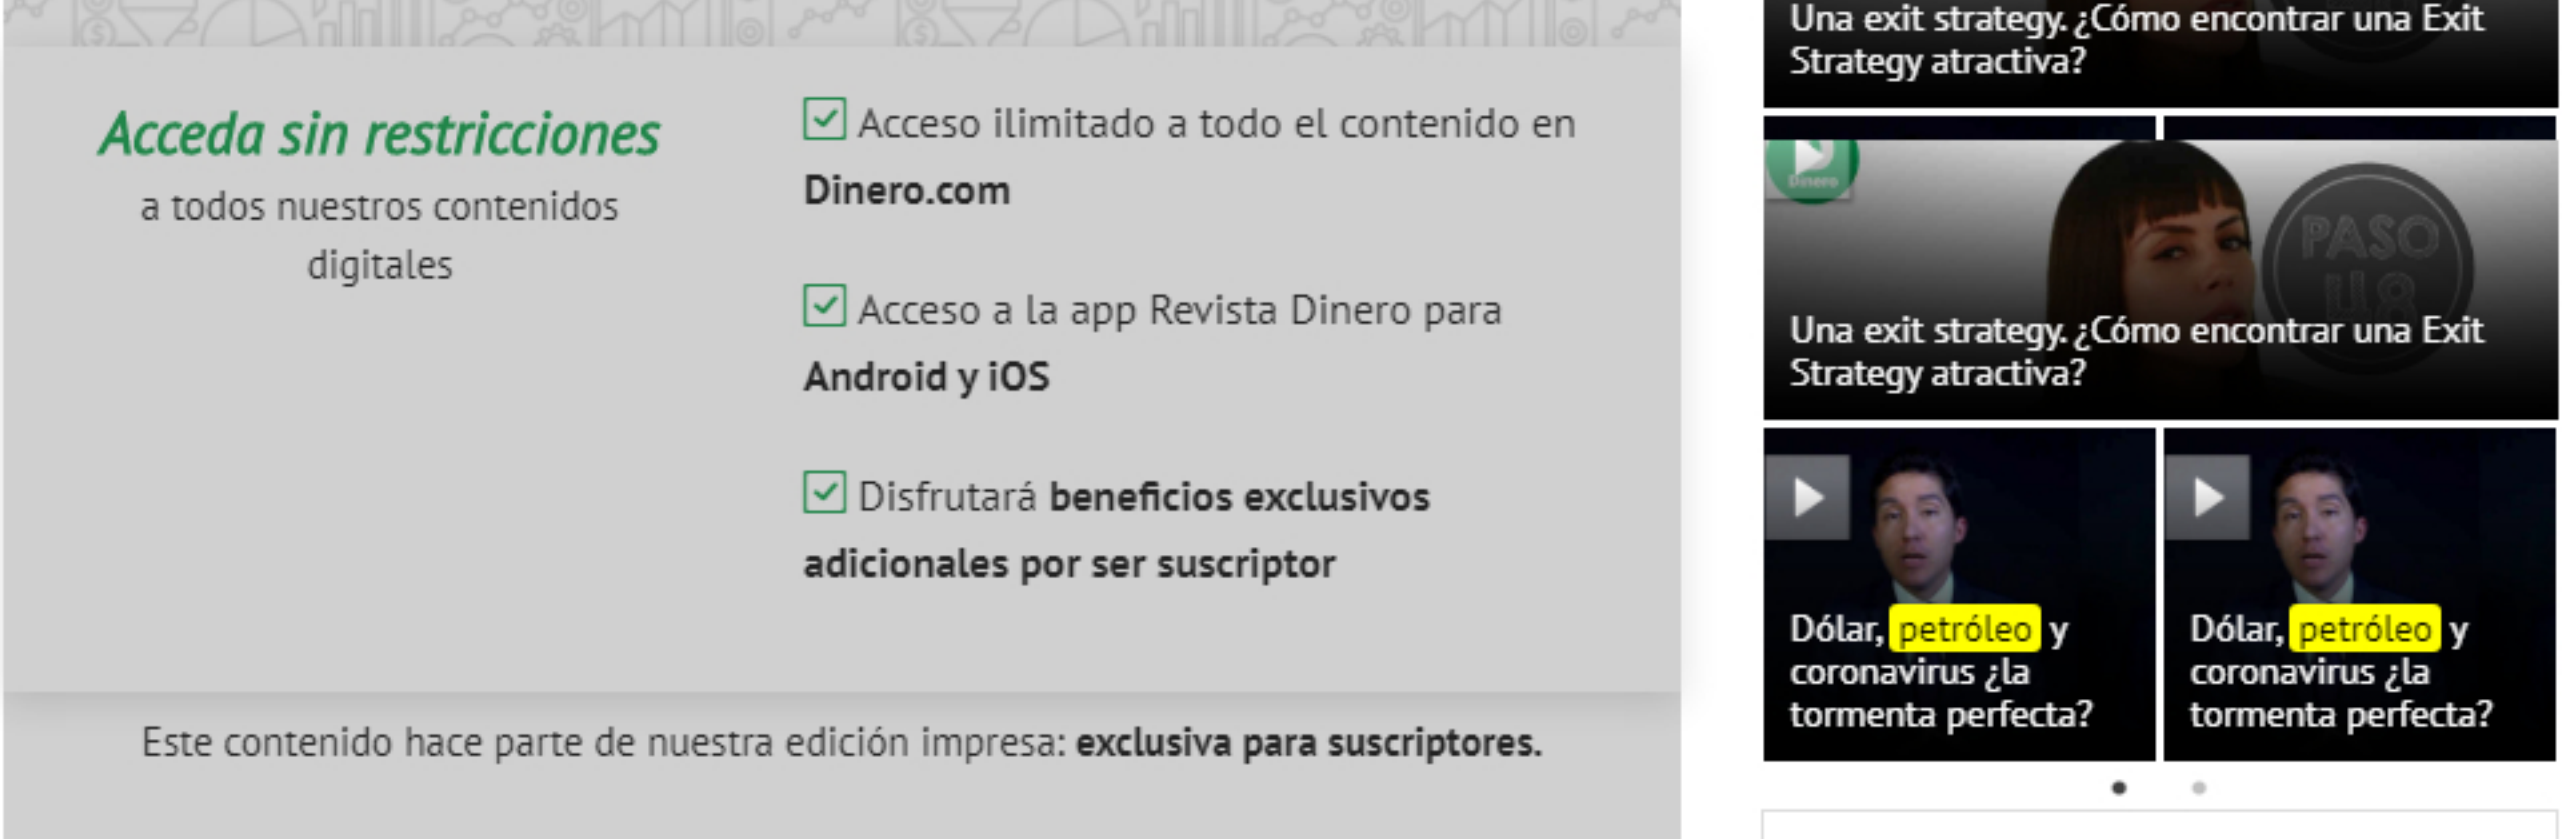 Acceda sin restricciones
a todos nuestros contenidos
digitales
Acceso ilimitado a todo el contenido en
Dinero.com
Acceso a la app Revista Dinero para
Android y iOS
Disfrutará beneficios exclusivos
adicionales por ser suscriptor
Este contenido hace parte de nuestra edición impresa: exclusiva para suscriptores.
Una exit strategy. ¿Cómo encontrar una Exit
Strategy atractiva?
Dinero
PASO
Una exit strategy. ¿Cómo encontrar una Exit
Strategy atractiva?
Dólar, petróleo y
coronavirus ¿la
tormenta perfecta?
Dólar, petróleo y
coronavirus ¿la
tormenta perfecta?